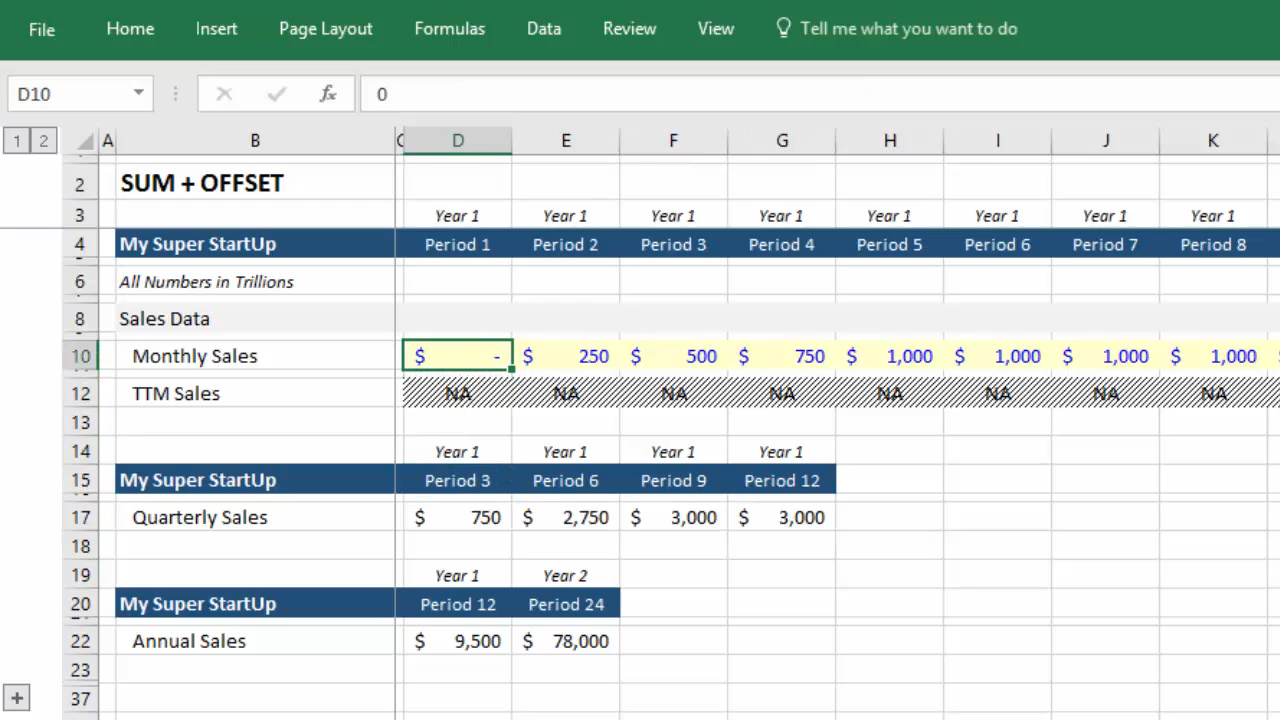 File Home Insert Page Layout Formulas Data Review View Tell me what you want to do
D10 fx 0
1 2 A B C D E F G H I J K
2 SUM + OFFSET
3 Year 1 Year 1 Year 1 Year 1 Year 1 Year 1 Year 1 Year 1
4 My Super StartUp Period 1 Period 2 Period 3 Period 4 Period 5 Period 6 Period 7 Period 8
6 All Numbers in Trillions
8 Sales Data
10 Monthly Sales $ - $ 250 $ 500 $ 750 $ 1,000 $ 1,000 $ 1,000 $ 1,000
12 TTM Sales NA NA NA NA NA NA NA NA
13
14 Year 1 Year 1 Year 1 Year 1
15 My Super StartUp Period 3 Period 6 Period 9 Period 12
17 Quarterly Sales $ 750 $ 2,750 $ 3,000 $ 3,000
18
19 Year 1 Year 2
20 My Super StartUp Period 12 Period 24
22 Annual Sales $ 9,500 $ 78,000
23
+ 37